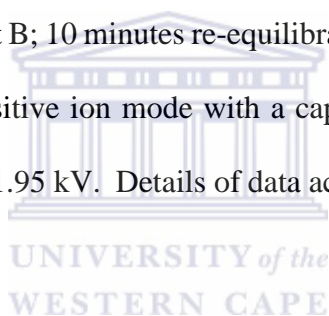 t B; 10 minutes re-equilibra
sitive ion mode with a cap
1.95 kV. Details of data ac
UNIVERSITY of the
WESTERN CAPE